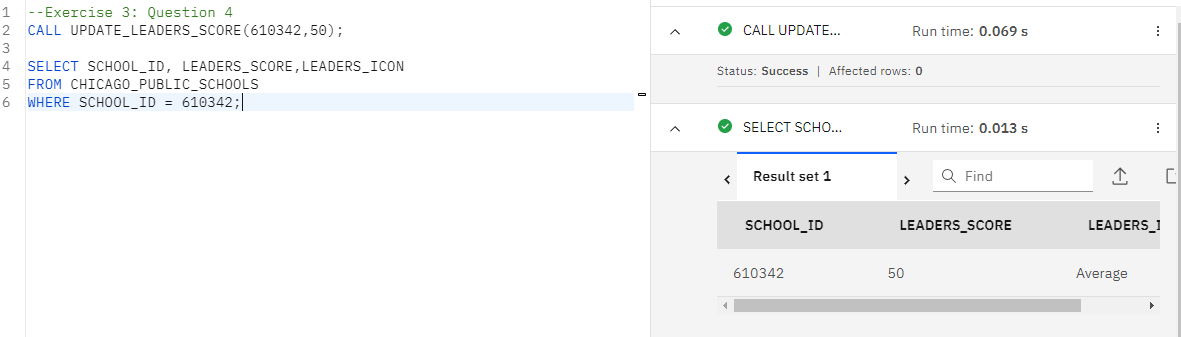 1 --Exercise 3: Question 4
2 CALL UPDATE_LEADERS_SCORE(610342,50);
3
4 SELECT SCHOOL_ID, LEADERS_SCORE,LEADERS_ICON
5 FROM CHICAGO_PUBLIC_SCHOOLS
6 WHERE SCHOOL_ID = 610342;
CALL UPDATE... Run time: 0.069 s
Status: Success | Affected rows: 0
SELECT SCHO... Run time: 0.013 s
Result set 1 Find
SCHOOL_ID LEADERS_SCORE LEADERS_I
610342 50 Average